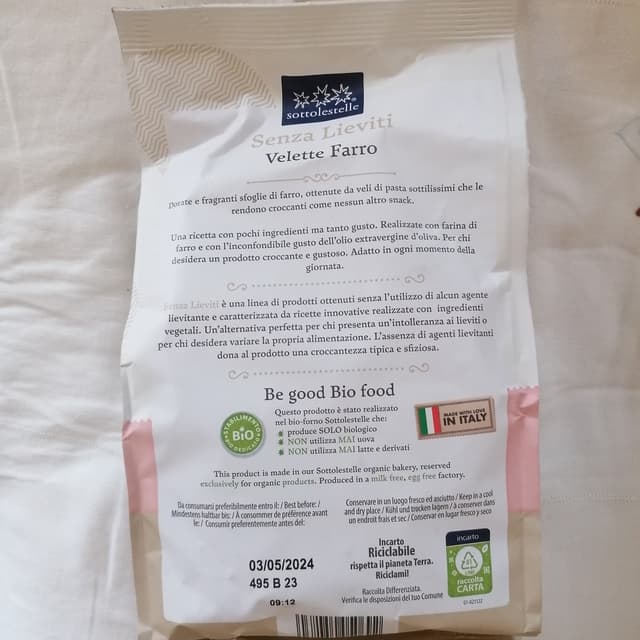 sottolestelle
Senza Lieviti
Velette Farro
Dorate e fragranti sfoglie di farro, ottenute da veli di pasta sottilissimi che le
rendono croccanti come nessun altro snack.
Una ricetta con pochi ingredienti ma tanto gusto. Realizzate con farina di
farro e con l'inconfondibile gusto dell'olio extravergine d'oliva. Per chi
desidera un prodotto croccante e gustoso. Adatto in ogni momento della
giornata.
Senza Lieviti è una linea di prodotti ottenuti senza l'utilizzo di alcun agente
lievitante e caratterizzata da ricette innovative realizzate con ingredienti
vegetali. Un'alternativa perfetta per chi presenta un'intolleranza ai lieviti o
per chi desidera variare la propria alimentazione. L'assenza di agenti lievitanti
dona al prodotto una croccantezza tipica e sfiziosa.
Be good Bio food
Questo prodotto è stato realizzato
nel bio-forno Sottolestelle che:
produce SOLO biologico
NON utilizza MAI uova
NON utilizza MAI latte e derivati
STABILIMENTO
BIO
DEDICATO
MADE WITH LOVE
IN ITALY
This product is made in our Sottolestelle organic bakery, reserved
exclusively for organic products. Produced in a milk free, egg free factory.
Da consumarsi preferibilmente entro il: / Best before: /
Mindestens haltbar bis: / À consommer de préférence avant
le: / Consumir preferentemente antes del:
Conservare in un luogo fresco ed asciutto / Keep in a cool
and dry place / Kühl und trocken lagern / à conserver dans
un endroit frais et sec / Conservar en lugar fresco y seco
03/05/2024
495 B 23
09:12
Incarto
Riciclabile
rispetta il pianeta Terra.
Riciclami!
Raccolta Differenziata.
Verifica le disposizioni del tuo Comune
incarto
raccolta
CARTA